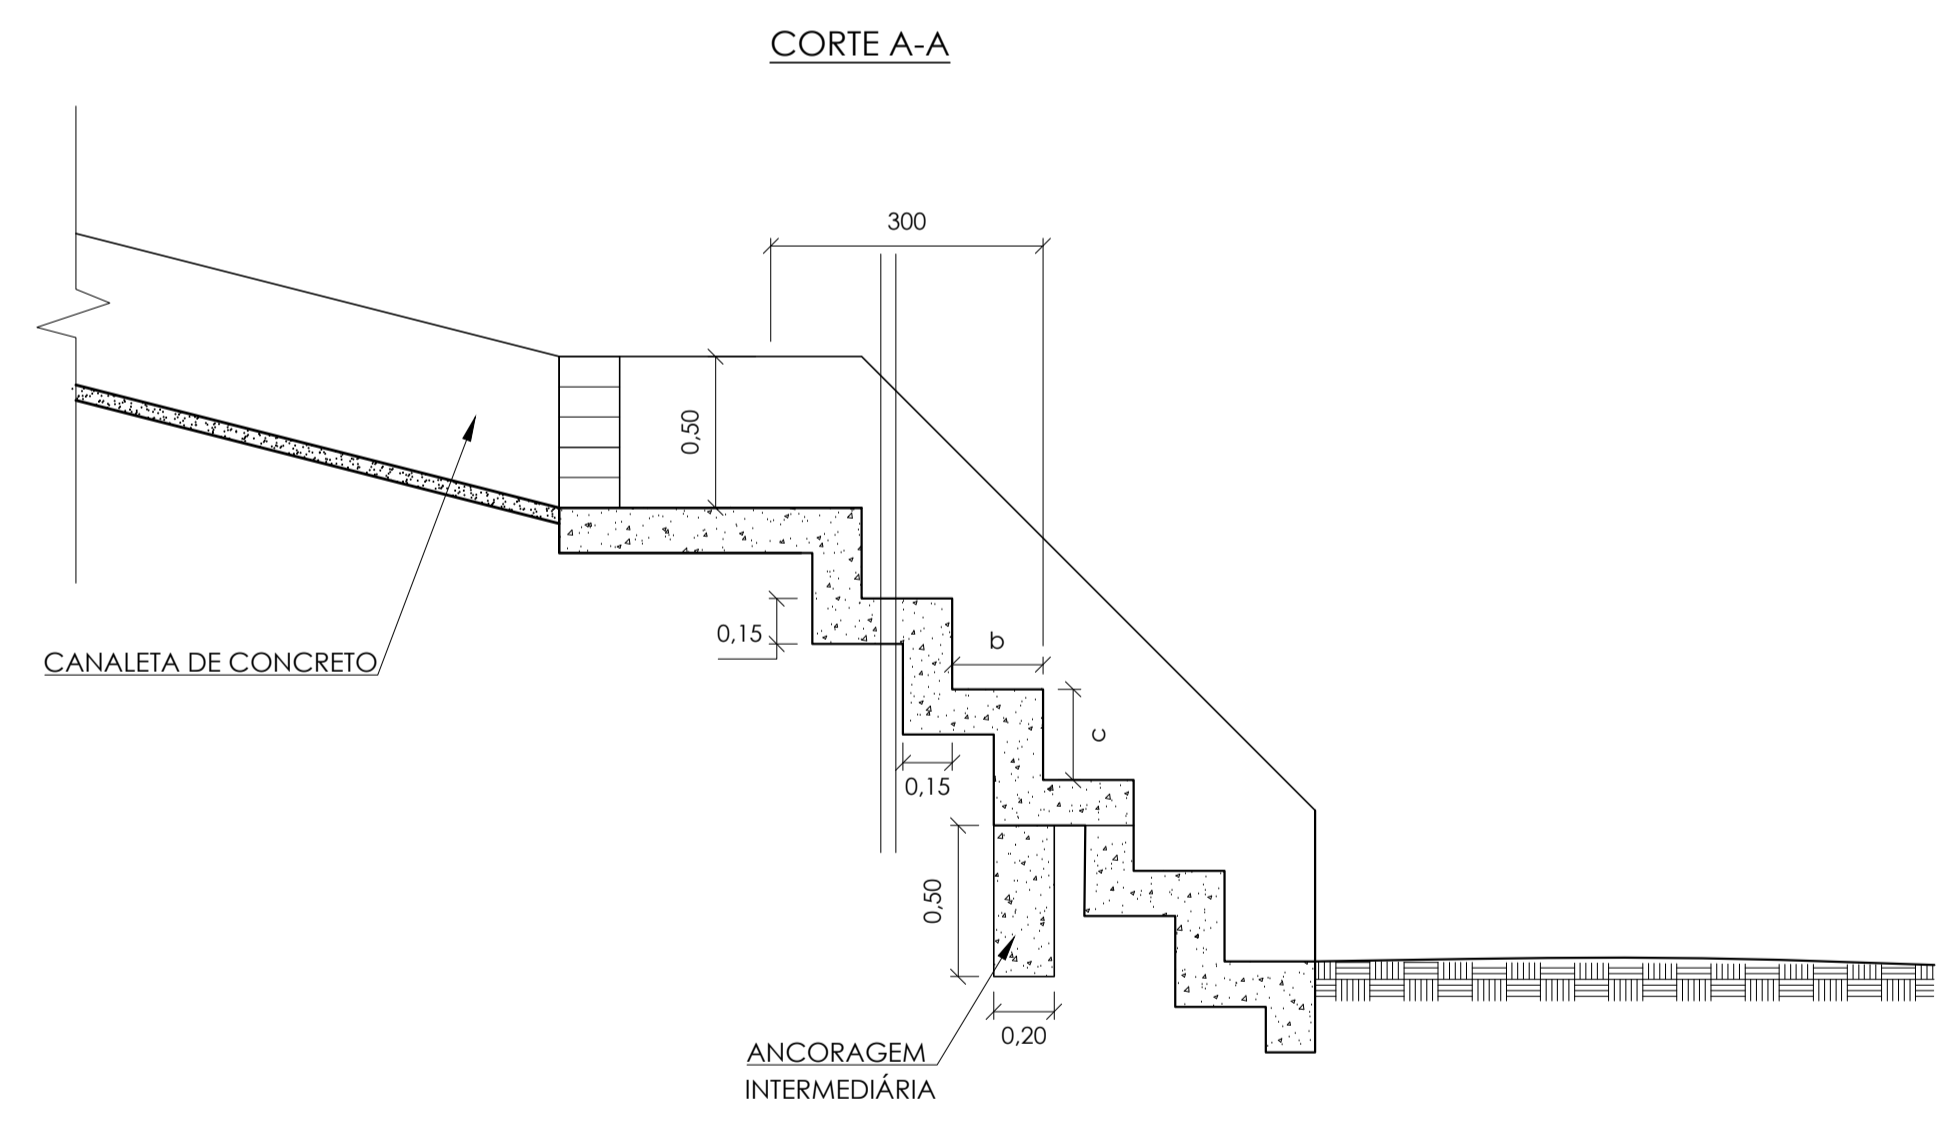 CORTE A-A
300
0,50
0,15
b
CANALETA DE CONCRETO
c
0,15
0,50
0,20
ANCORAGEM
INTERMEDIÁRIA